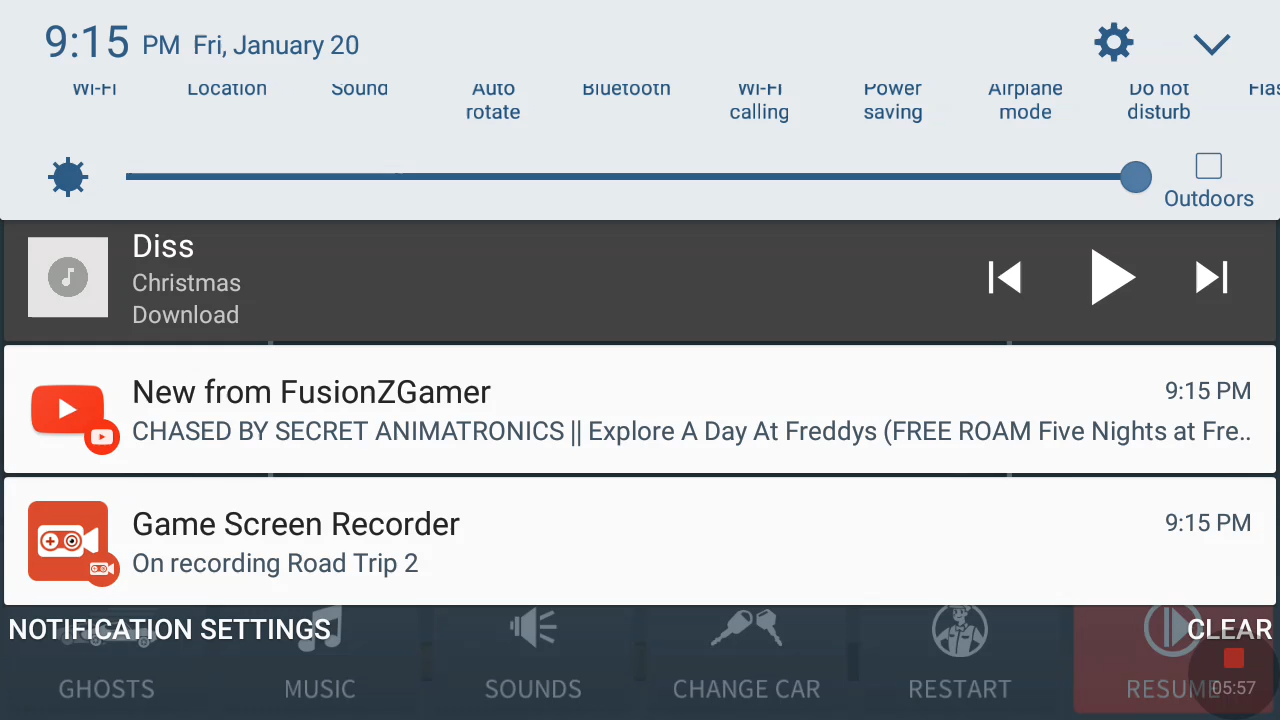 9:15 PM Fri, January 20
Wi-Fi Location Sound Auto rotate Bluetooth Wi-Fi calling Power saving Airplane mode Do not disturb Flas
Outdoors
Diss
Christmas
Download
New from FusionZGamer 9:15 PM
CHASED BY SECRET ANIMATRONICS || Explore A Day At Freddys (FREE ROAM Five Nights at Fre..
Game Screen Recorder 9:15 PM
On recording Road Trip 2
NOTIFICATION SETTINGS CLEAR
GHOSTS MUSIC SOUNDS CHANGE CAR RESTART RESUME
05:57